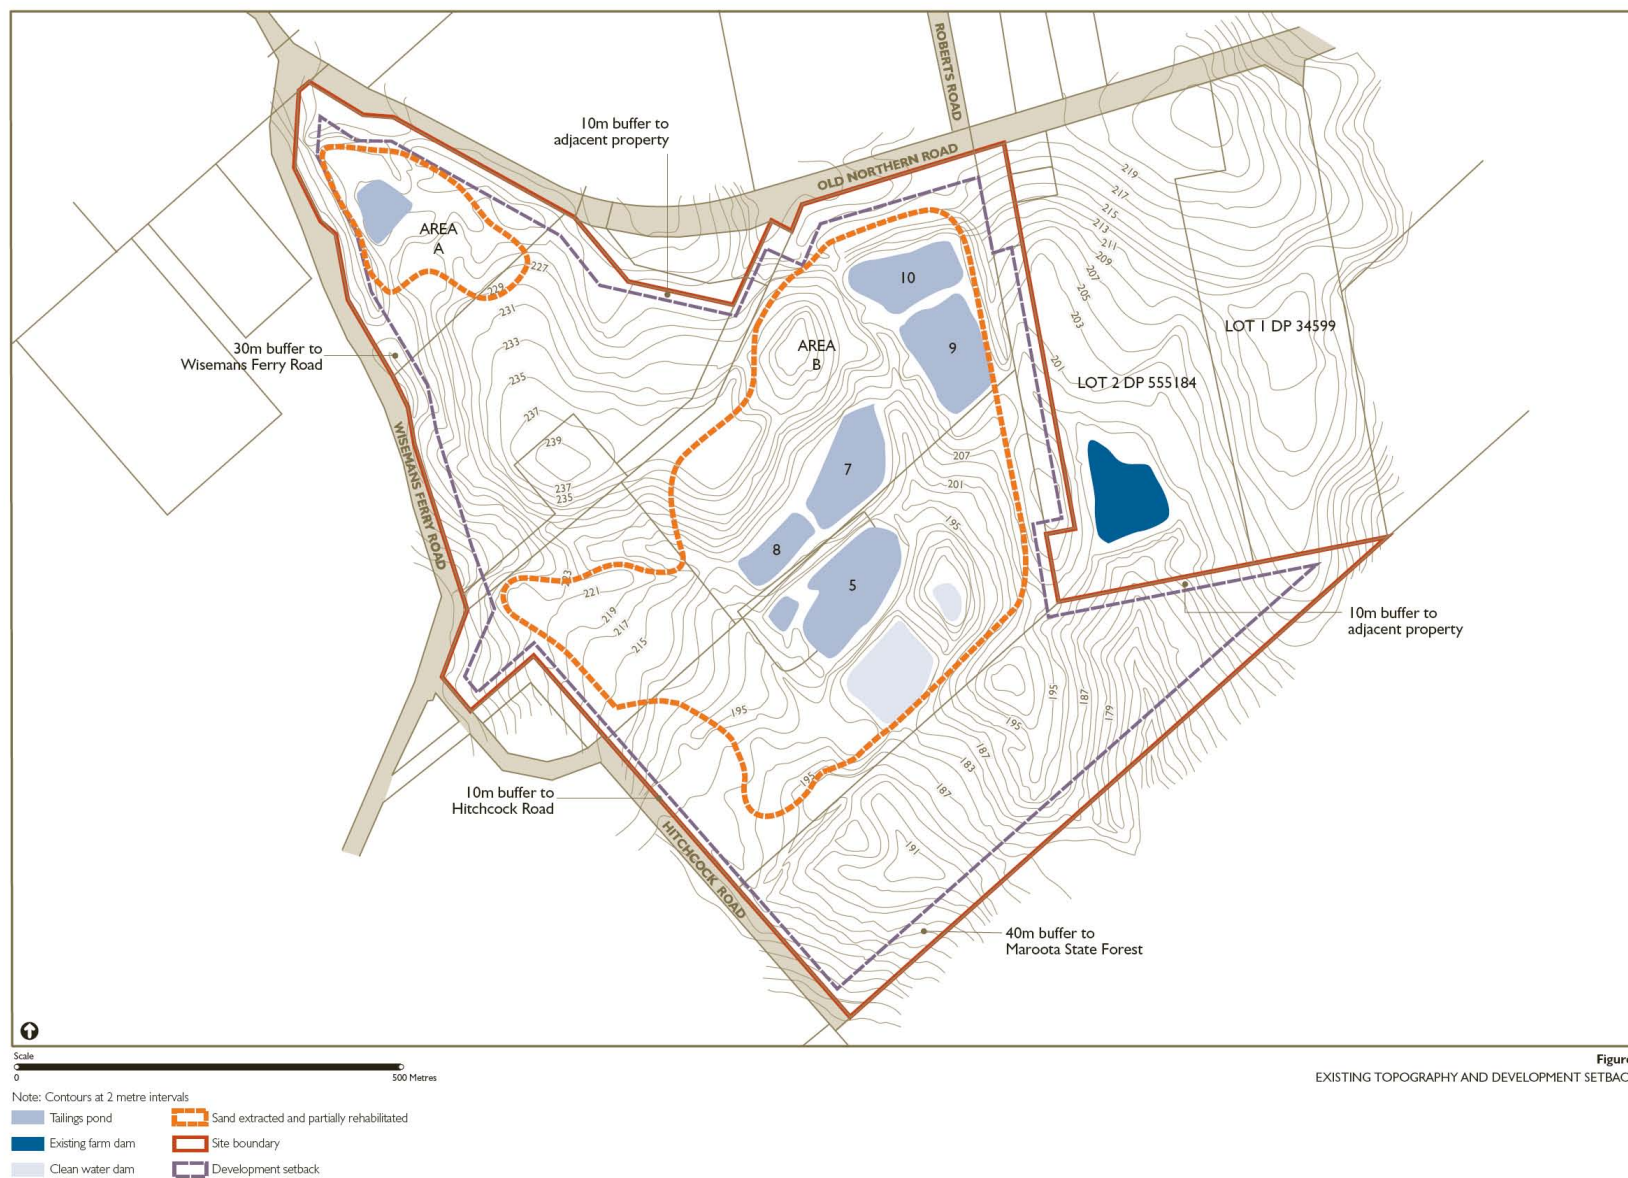 ROBERTS ROAD
10m buffer to
adjacent property
OLD NORTHERN ROAD
219
217
215
213
211
209
207
205
203
201
AREA
A
227
229
231
233
235
237
239
237
235
10
9
AREA
B
LOT 1 DP 34599
LOT 2 DP 555184
30m buffer to
Wisemans Ferry Road
WISEMANS FERRY ROAD
7
207
201
195
8
5
223
221
219
217
215
10m buffer to
adjacent property
195
187
179
195
195
187
183
187
195
191
10m buffer to
Hitchcock Road
HITCHCOCK ROAD
40m buffer to
Maroota State Forest
Scale
0
500 Metres
Figure
EXISTING TOPOGRAPHY AND DEVELOPMENT SETBAC
Note: Contours at 2 metre intervals
Tailings pond
Sand extracted and partially rehabilitated
Existing farm dam
Site boundary
Clean water dam
Development setback